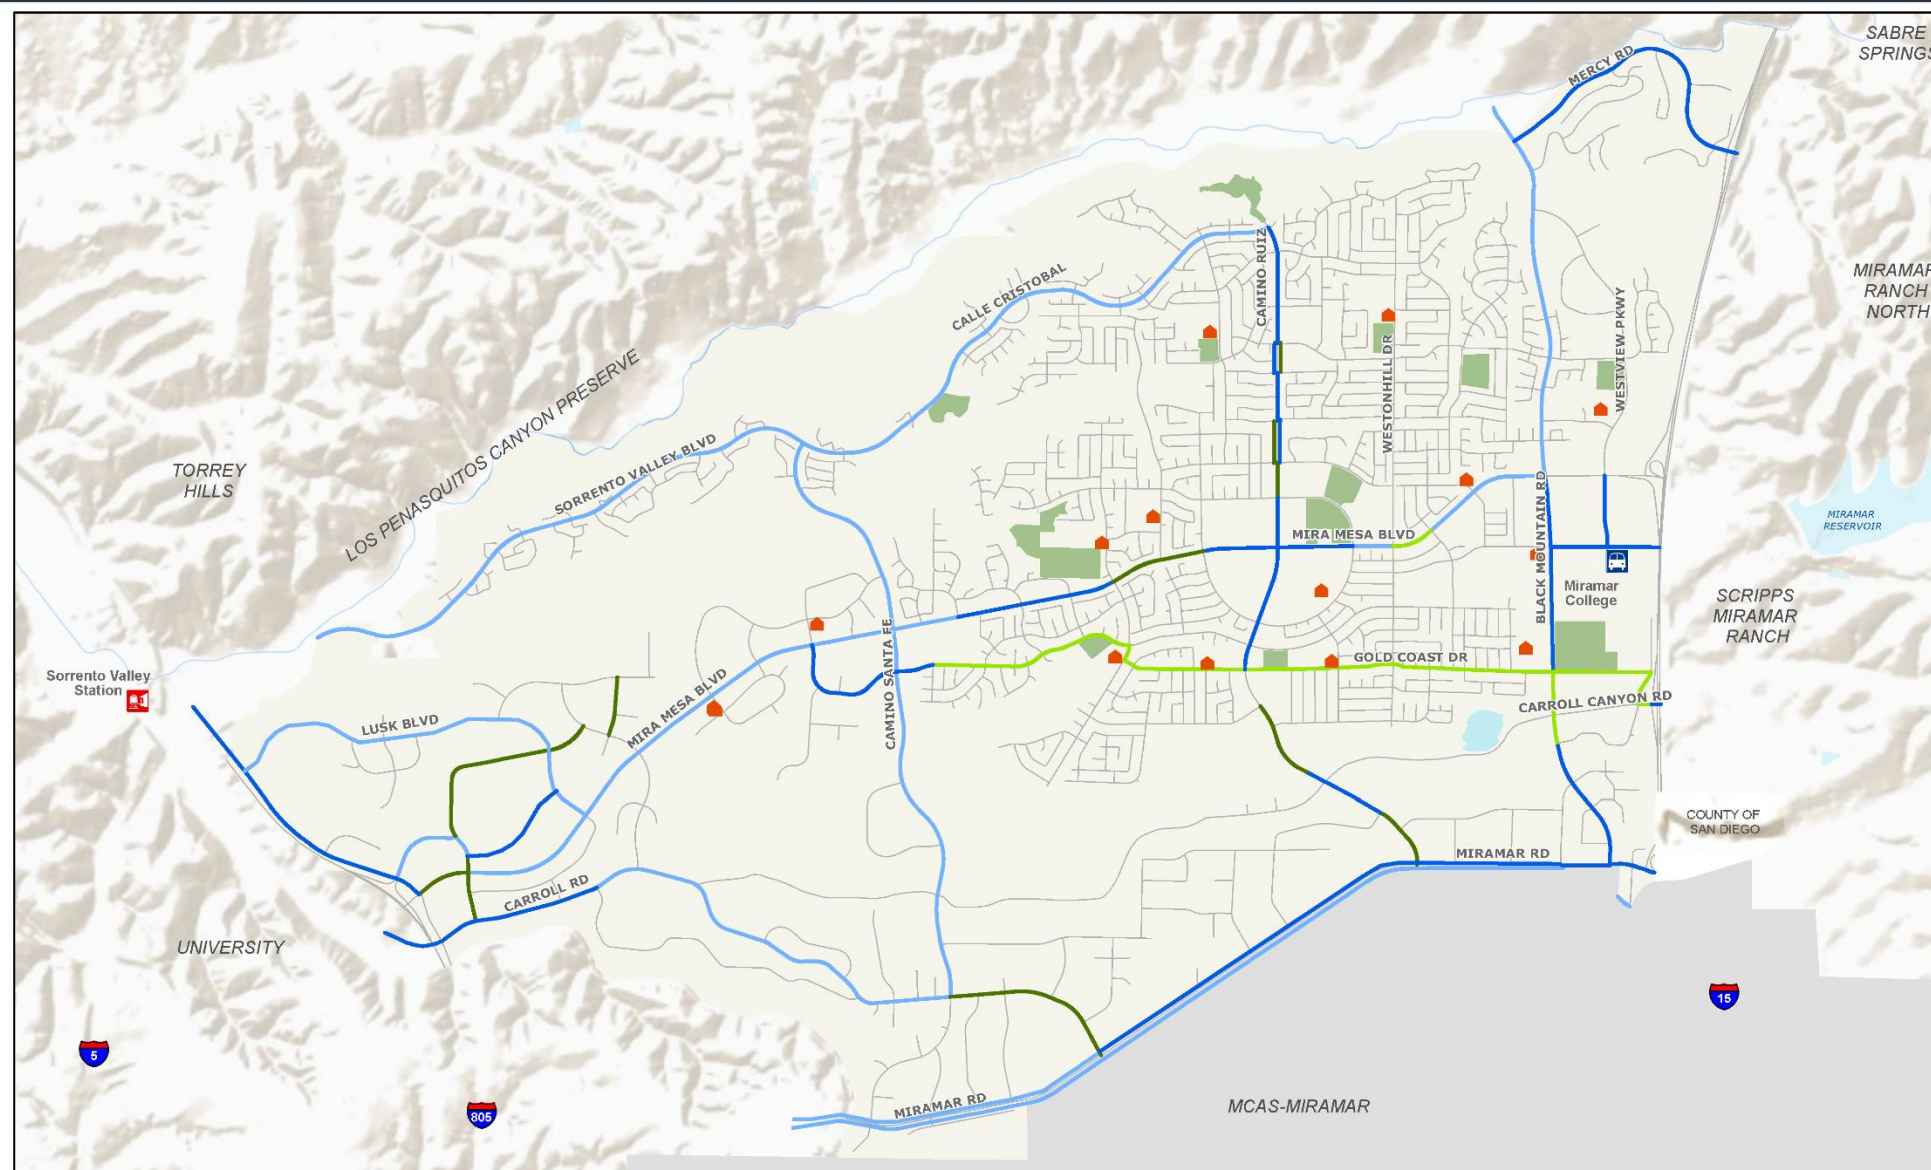 SABRE
SPRINGS
MERCY RD
MIRAMAR
RANCH
NORTH
CAMINO RUIZ
CALLE CRISTOBAL
WESTVIEW PKWY
WESTONHILL DR
LOS PENASQUITOS CANYON PRESERVE
SORRENTO VALLEY BLVD
TORREY
HILLS
BLACK MOUNTAIN RD
MIRAMAR
RESERVOIR
MIRA MESA BLVD
Miramar
College
SCRIPPS
MIRAMAR
RANCH
CAMINO SANTA FE
GOLD COAST DR
Sorrento Valley
Station
MIRA MESA BLVD
CARROLL CANYON RD
LUSK BLVD
COUNTY OF
SAN DIEGO
MIRAMAR RD
CARROLL RD
UNIVERSITY
15
5
805
MIRAMAR RD
MCAS-MIRAMAR